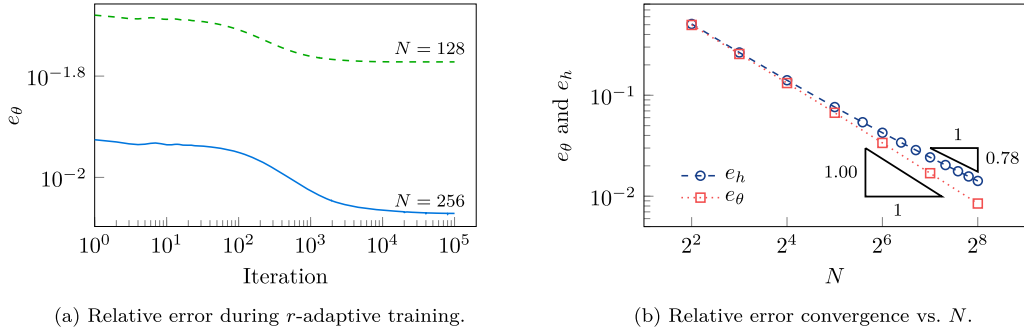 e_θ
10^{-1.8}
10^{-2}
N = 128
N = 256
10^0 10^1 10^2 10^3 10^4 10^5
Iteration
(a) Relative error during r-adaptive training.
e_θ and e_h
10^{-1}
10^{-2}
1
0.78
1.00
1
e_h
e_θ
2^2 2^4 2^6 2^8
N
(b) Relative error convergence vs. N.